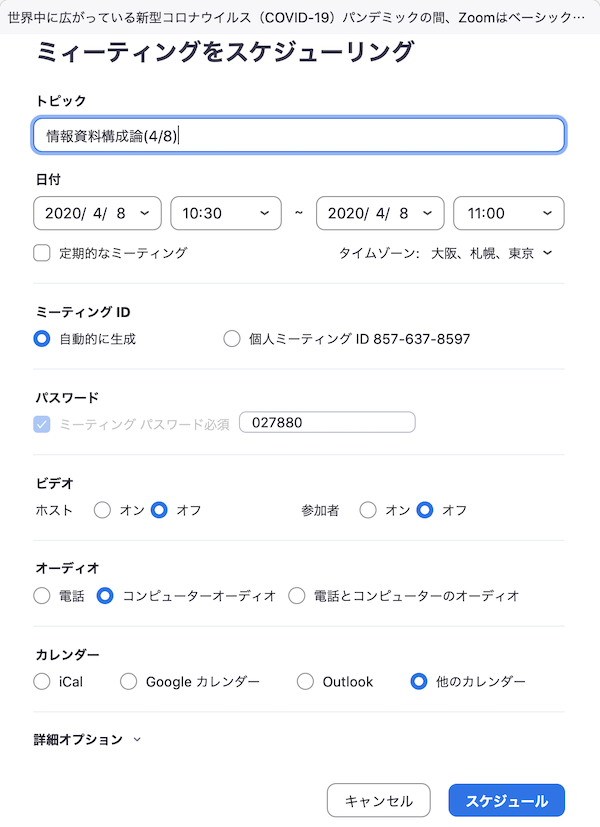 世界中に広がっている新型コロナウイルス（COVID-19）パンデミックの間、Zoomはベーシック…
ミィーティングをスケジューリング
トピック
情報資料構成論(4/8)
日付
2020/ 4/ 8 10:30 ~ 2020/ 4/ 8 11:00
定期的なミーティング タイムゾーン: 大阪、札幌、東京
ミーティング ID
自動的に生成 個人ミーティング ID 857-637-8597
パスワード
ミーティング パスワード必須 027880
ビデオ
ホスト オン オフ 参加者 オン オフ
オーディオ
電話 コンピューターオーディオ 電話とコンピューターのオーディオ
カレンダー
iCal Google カレンダー Outlook 他のカレンダー
詳細オプション
キャンセル スケジュール